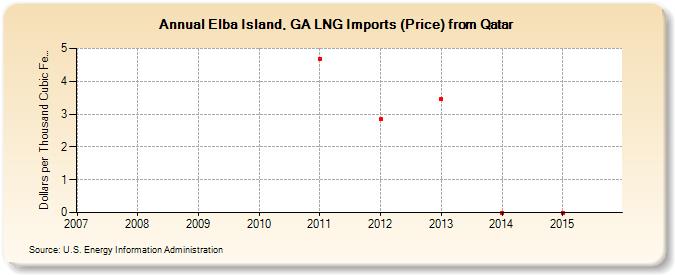 Annual Elba Island, GA LNG Imports (Price) from Qatar
Dollars per Thousand Cubic Fe...
5
4
3
2
1
0
2007 2008 2009 2010 2011 2012 2013 2014 2015
Source: U.S. Energy Information Administration